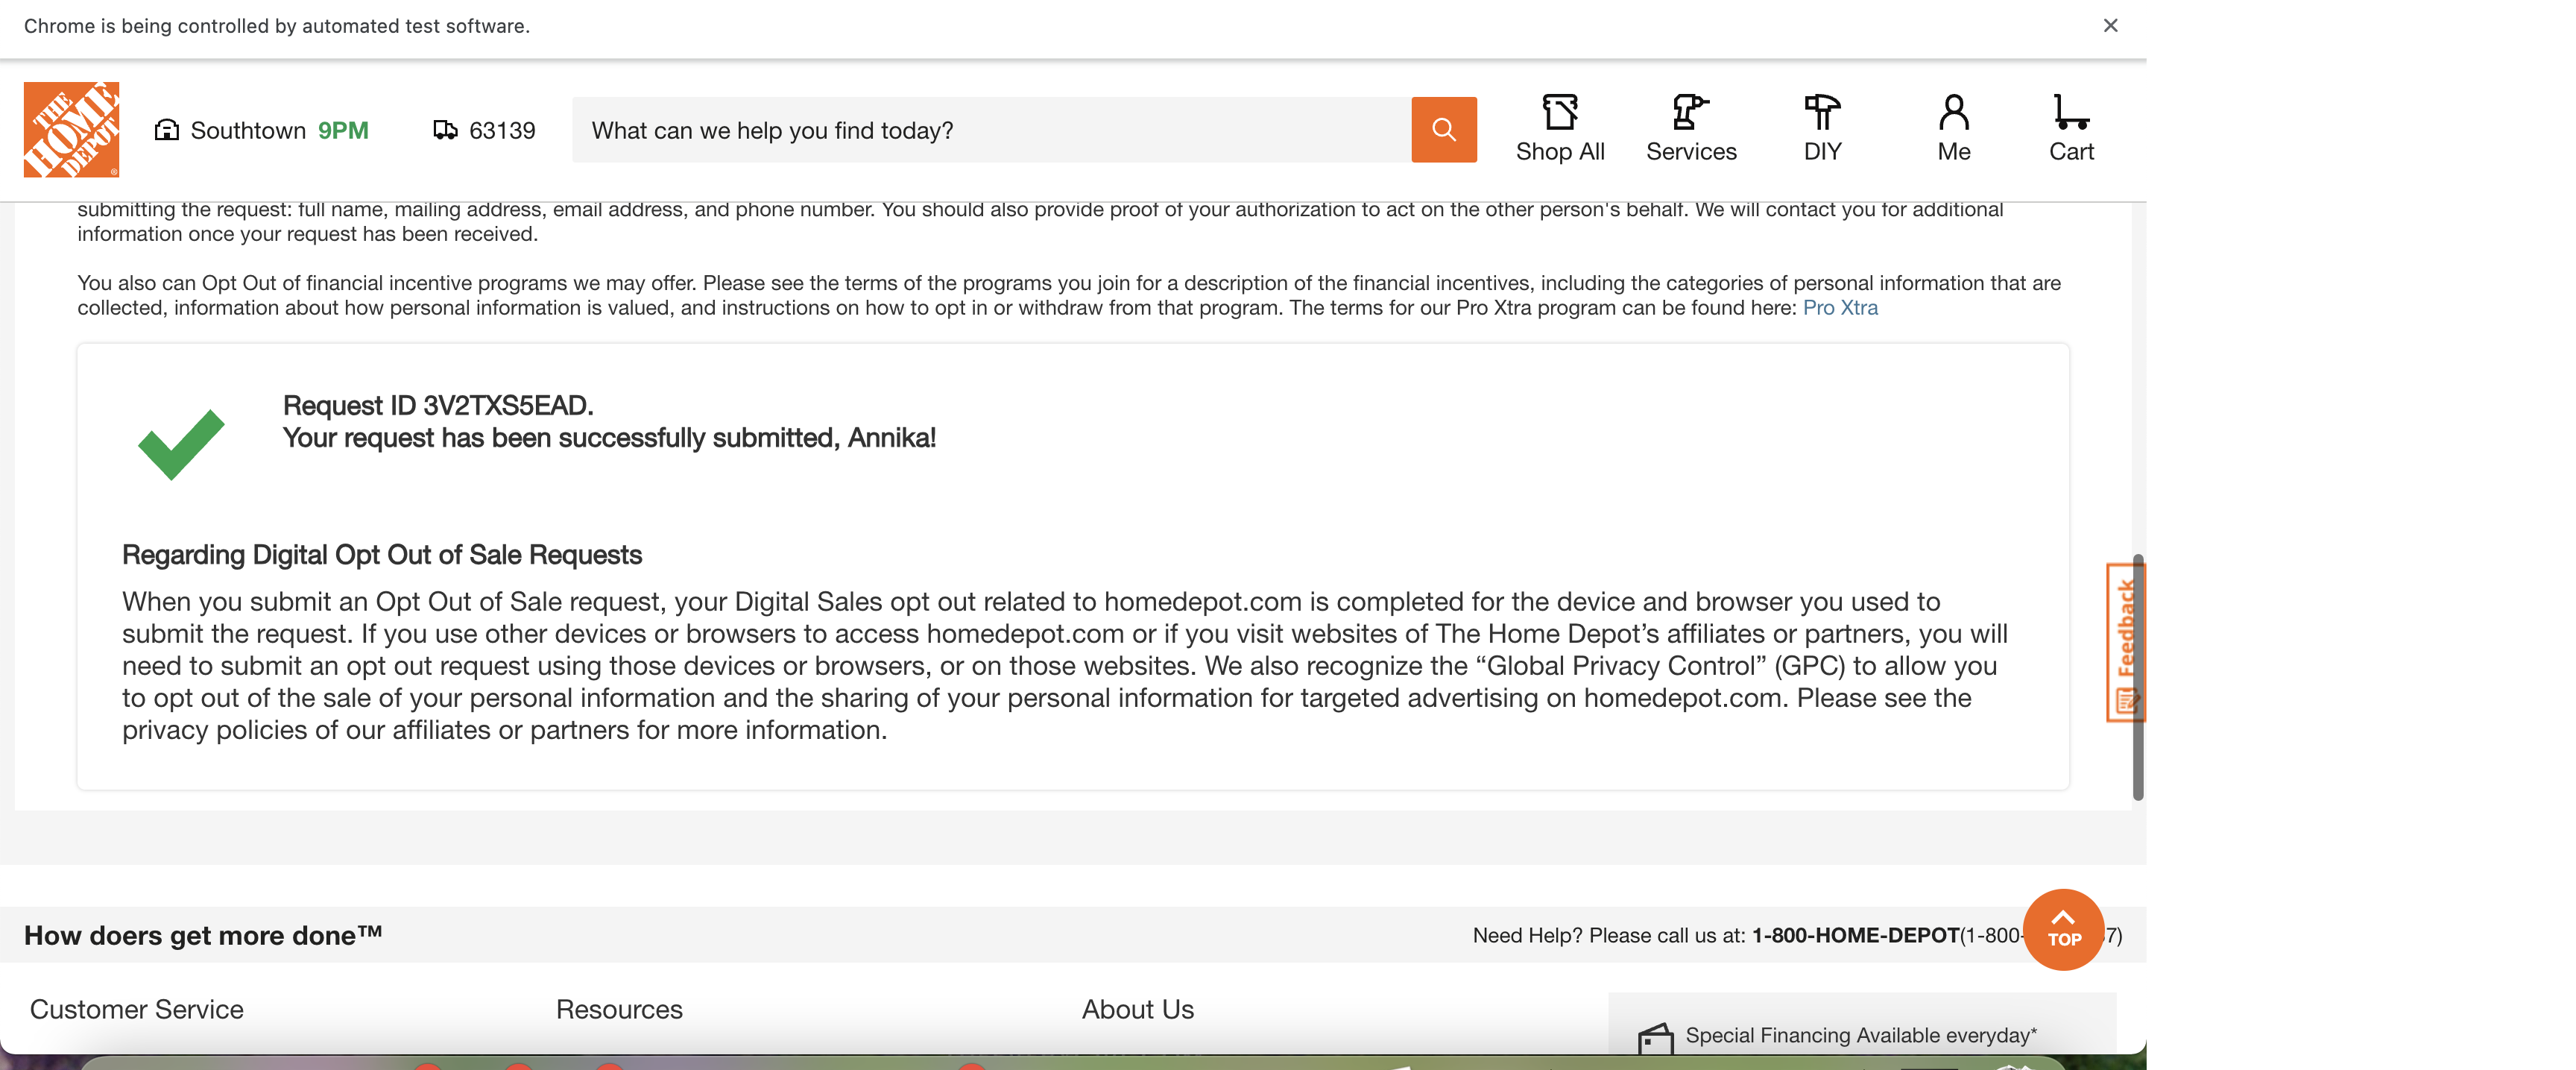 Chrome is being controlled by automated test software.
THE
HOME
DEPOT
®
Southtown 9PM
63139
What can we help you find today?
Shop All
Services
DIY
Me
Cart
submitting the request: full name, mailing address, email address, and phone number. You should also provide proof of your authorization to act on the other person's behalf. We will contact you for additional
information once your request has been received.
You also can Opt Out of financial incentive programs we may offer. Please see the terms of the programs you join for a description of the financial incentives, including the categories of personal information that are
collected, information about how personal information is valued, and instructions on how to opt in or withdraw from that program. The terms for our Pro Xtra program can be found here: Pro Xtra
Request ID 3V2TXS5EAD.
Your request has been successfully submitted, Annika!
Regarding Digital Opt Out of Sale Requests
When you submit an Opt Out of Sale request, your Digital Sales opt out related to homedepot.com is completed for the device and browser you used to
submit the request. If you use other devices or browsers to access homedepot.com or if you visit websites of The Home Depot’s affiliates or partners, you will
need to submit an opt out request using those devices or browsers, or on those websites. We also recognize the “Global Privacy Control” (GPC) to allow you
to opt out of the sale of your personal information and the sharing of your personal information for targeted advertising on homedepot.com. Please see the
privacy policies of our affiliates or partners for more information.
Feedback
How doers get more done™
Need Help? Please call us at: 1-800-HOME-DEPOT(1-800-
7)
TOP
Customer Service
Resources
About Us
Special Financing Available everyday*